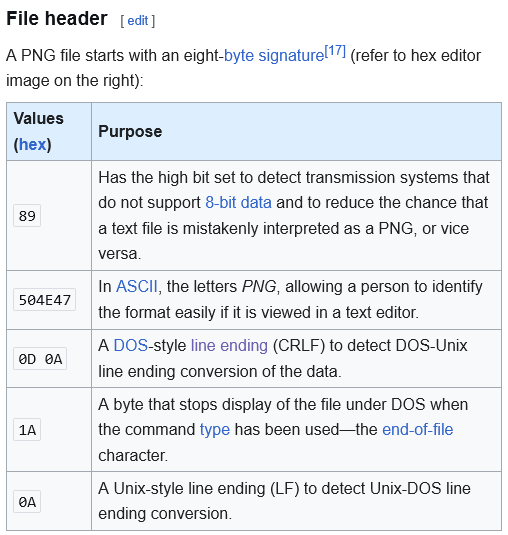 File header [ edit ]
A PNG file starts with an eight-byte signature[17] (refer to hex editor
image on the right):
Values
(hex)
Purpose
89
Has the high bit set to detect transmission systems that
do not support 8-bit data and to reduce the chance that
a text file is mistakenly interpreted as a PNG, or vice
versa.
504E47
In ASCII, the letters PNG, allowing a person to identify
the format easily if it is viewed in a text editor.
0D 0A
A DOS-style line ending (CRLF) to detect DOS-Unix
line ending conversion of the data.
1A
A byte that stops display of the file under DOS when
the command type has been used—the end-of-file
character.
0A
A Unix-style line ending (LF) to detect Unix-DOS line
ending conversion.